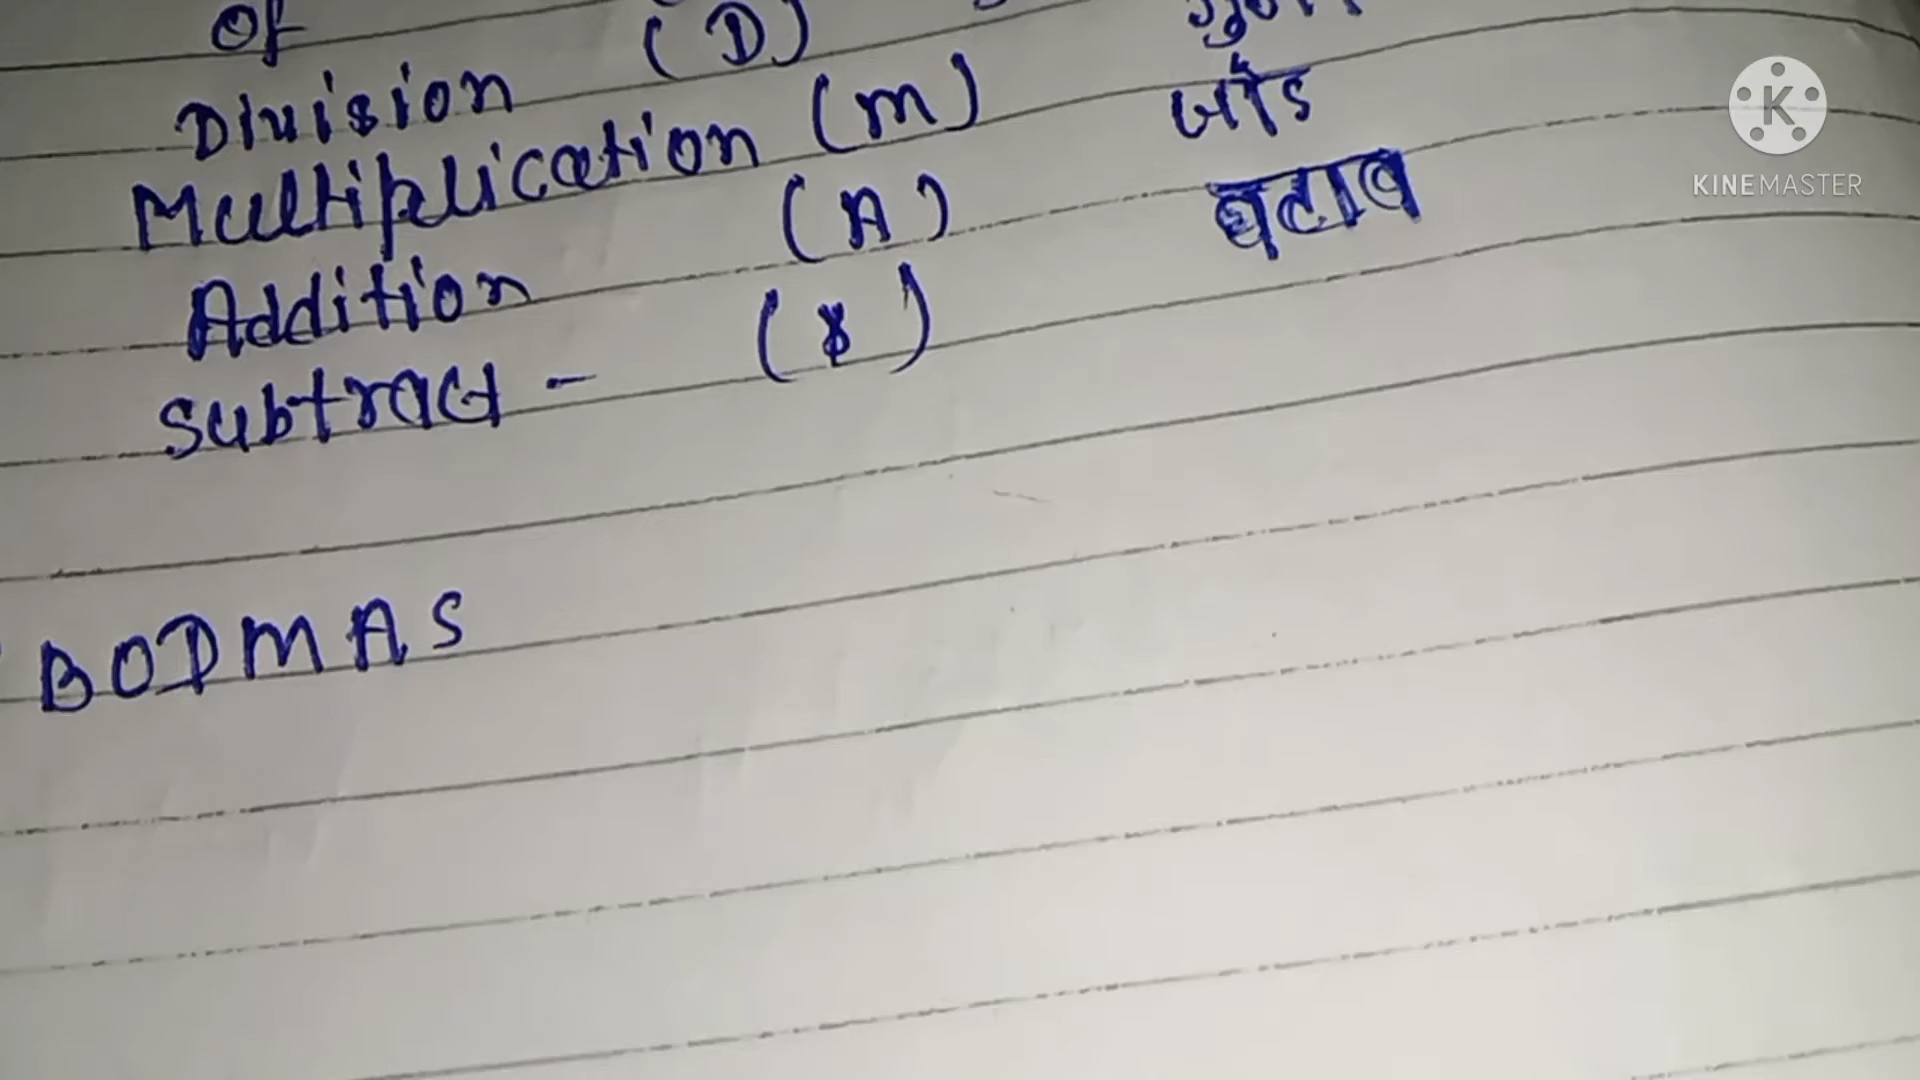 of
Division (D) गुणा
Multiplication (m) जोड
Addition (A) घटाव
Subtract - (S)
BODMAS
KINEMASTER